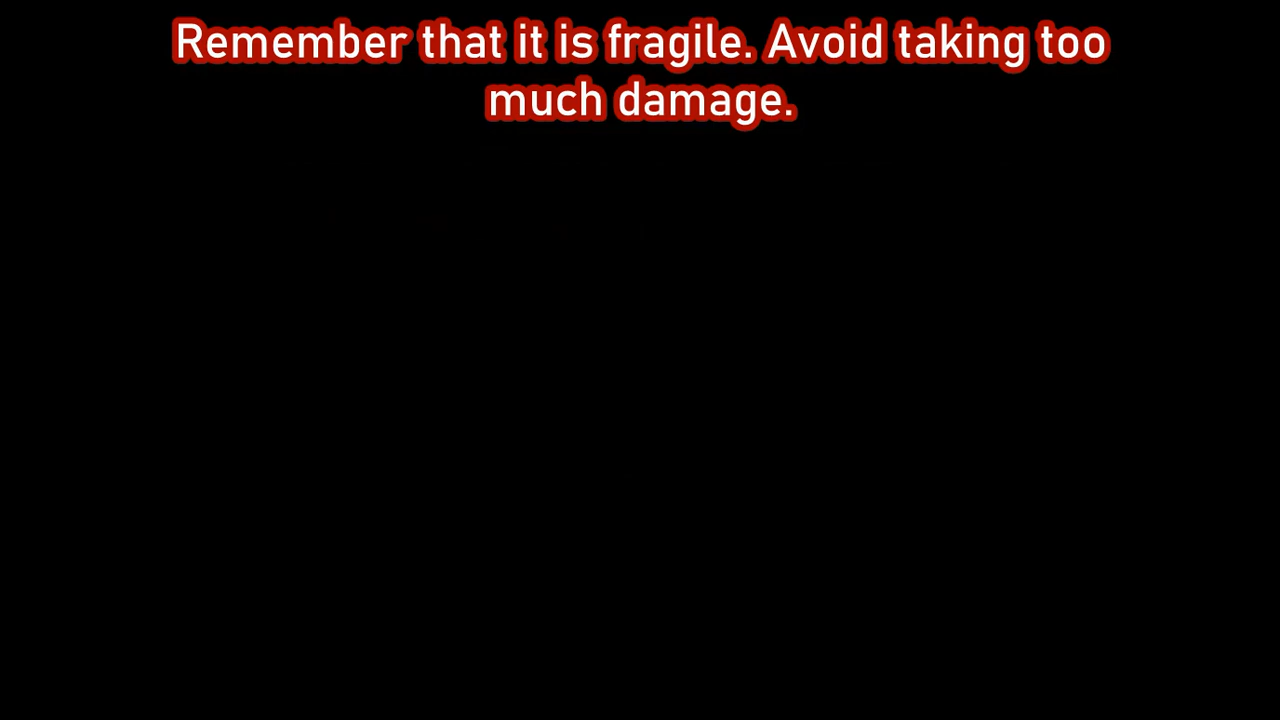 Remember that it is fragile. Avoid taking too
much damage.